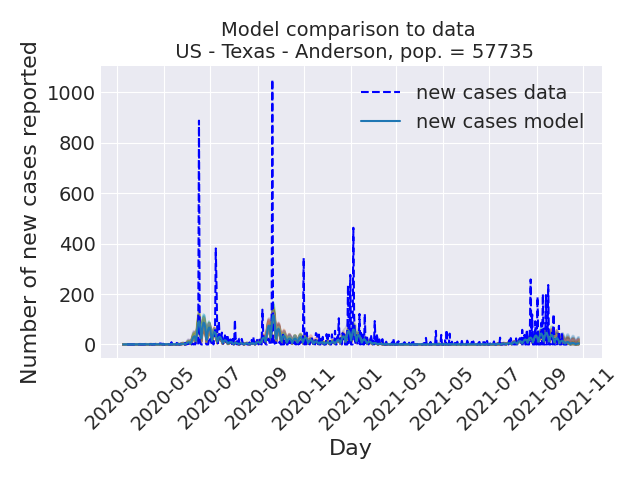 Model comparison to data
US - Texas - Anderson, pop. = 57735
Number of new cases reported
1000
800
600
400
200
0
new cases data
new cases model
2020-03
2020-05
2020-07
2020-09
2020-11
2021-01
2021-03
2021-05
2021-07
2021-09
2021-11
Day